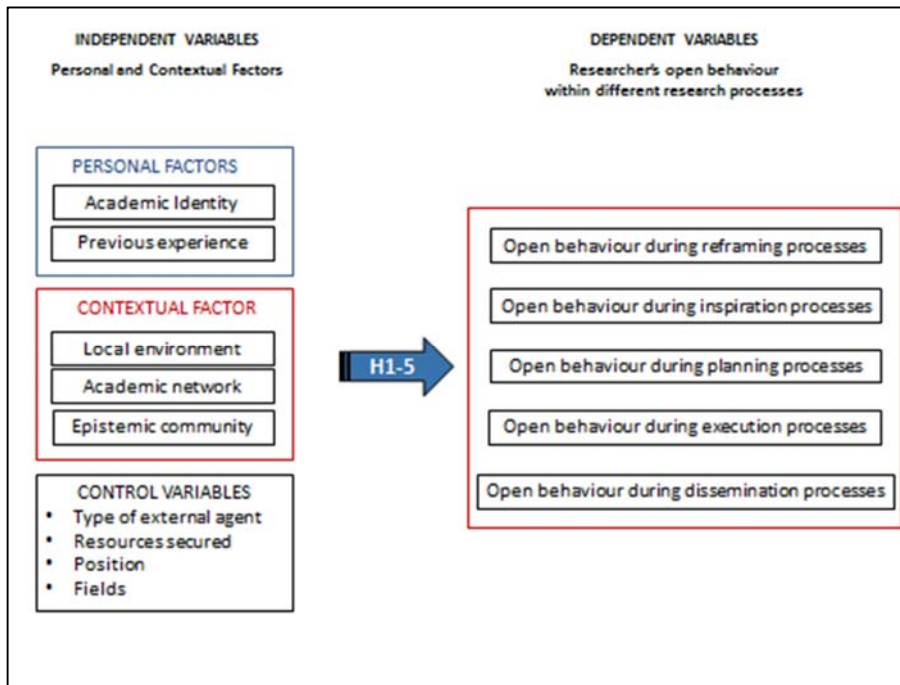 INDEPENDENT VARIABLES
Personal and Contextual Factors
PERSONAL FACTORS
Academic Identity
Previous experience
CONTEXTUAL FACTOR
Local environment
Academic network
Epistemic community
CONTROL VARIABLES
• Type of external agent
• Resources secured
• Position
• Fields
H1-5
DEPENDENT VARIABLES
Researcher's open behaviour
within different research processes
Open behaviour during reframing processes
Open behaviour during inspiration processes
Open behaviour during planning processes
Open behaviour during execution processes
Open behaviour during dissemination processes